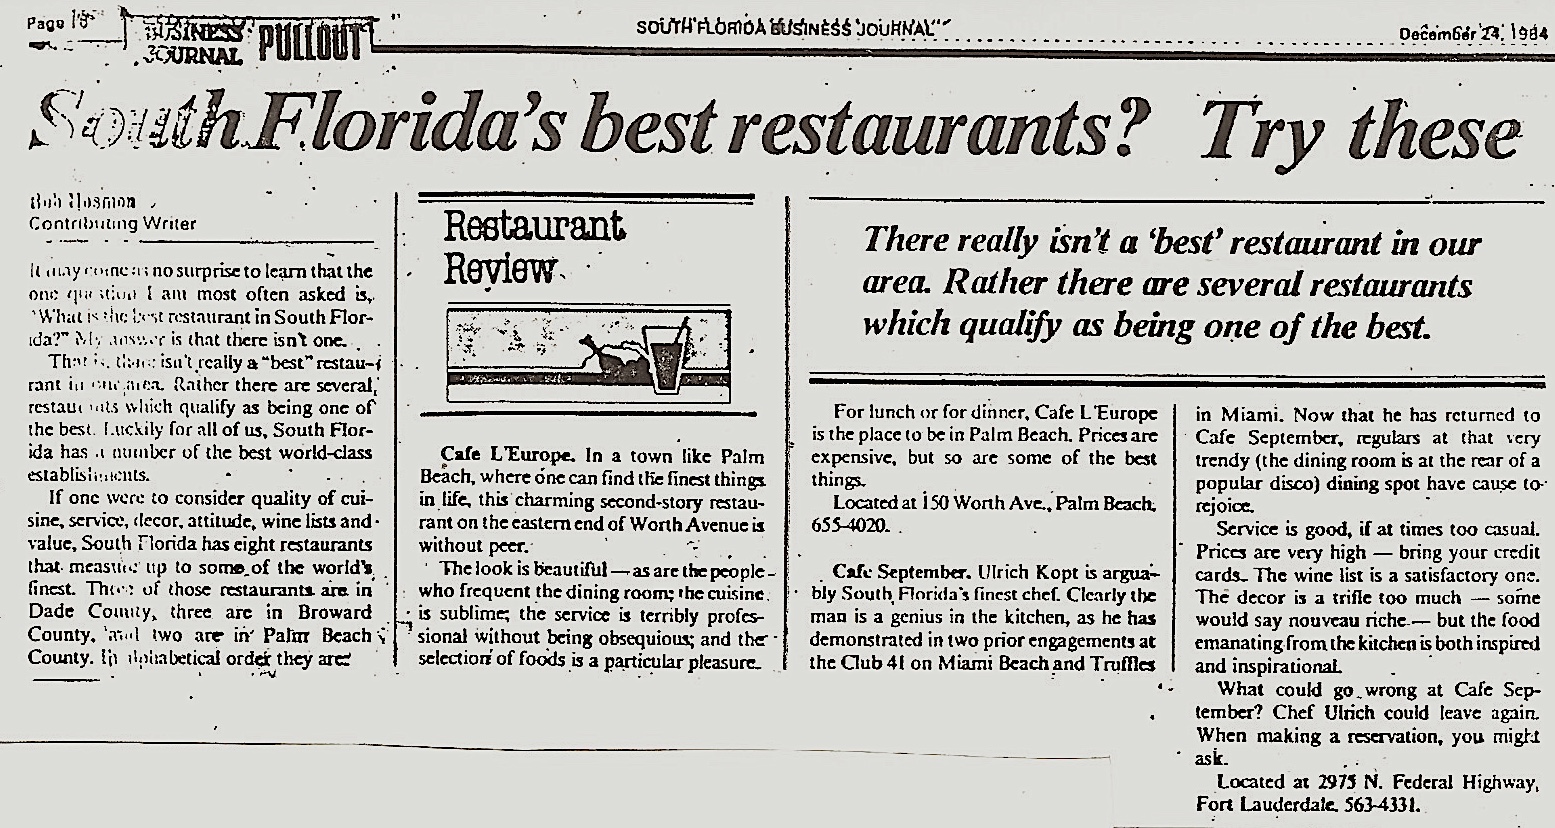 Page 18
BUSINESS
JOURNAL PULLOUT
SOUTH FLORIDA BUSINESS JOURNAL
December 24, 1984
South Florida's best restaurants? Try these
Bob Hosmon
Contributing Writer
It may come as no surprise to learn that the
one question I am most often asked is,
"What is the best restaurant in South Flor-
ida?" My answer is that there isn't one.
That is, there isn't really a "best" restau-
rant in our area. Rather there are several
restaurants which qualify as being one of
the best. Luckily for all of us, South Flor-
ida has a number of the best world-class
establishments.
If one were to consider quality of cui-
sine, service, decor, attitude, wine lists and
value, South Florida has eight restaurants
that measure up to some of the world's
finest. Three of those restaurants are in
Dade County, three are in Broward
County, and two are in Palm Beach
County. In alphabetical order they are:
Restaurant
Review
Cafe L'Europe. In a town like Palm
Beach, where one can find the finest things
in life, this charming second-story restau-
rant on the eastern end of Worth Avenue is
without peer.
The look is beautiful — as are the people
who frequent the dining room; the cuisine
is sublime; the service is terribly profes-
sional without being obsequious; and the
selection of foods is a particular pleasure.
There really isn't a 'best' restaurant in our
area. Rather there are several restaurants
which qualify as being one of the best.
For lunch or for dinner, Cafe L'Europe
is the place to be in Palm Beach. Prices are
expensive, but so are some of the best
things.
Located at 150 Worth Ave., Palm Beach,
655-4020.
Cafe September. Ulrich Kopt is argua-
bly South Florida's finest chef. Clearly the
man is a genius in the kitchen, as he has
demonstrated in two prior engagements at
the Club 41 on Miami Beach and Truffles
in Miami. Now that he has returned to
Cafe September, regulars at that very
trendy (the dining room is at the rear of a
popular disco) dining spot have cause to
rejoice.
Service is good, if at times too casual.
Prices are very high — bring your credit
cards. The wine list is a satisfactory one.
The decor is a trifle too much — some
would say nouveau riche — but the food
emanating from the kitchen is both inspired
and inspirational.
What could go wrong at Cafe Sep-
tember? Chef Ulrich could leave again.
When making a reservation, you might
ask.
Located at 2975 N. Federal Highway,
Fort Lauderdale. 563-4331.